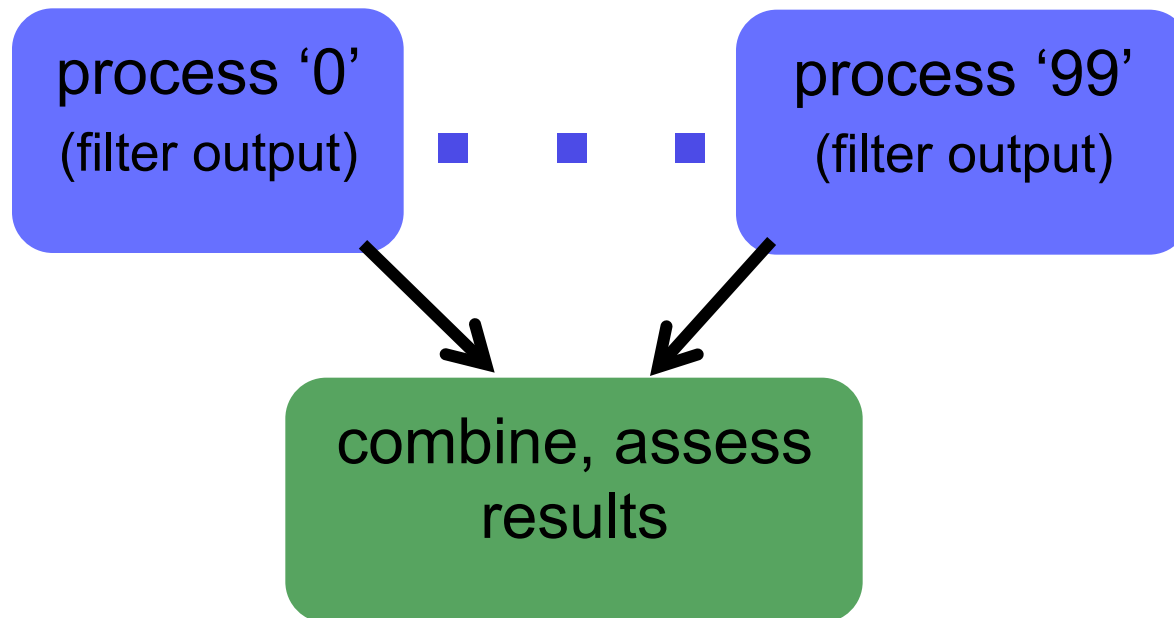 process ‘0’
(filter output)
process ‘99’
(filter output)
combine, assess
results